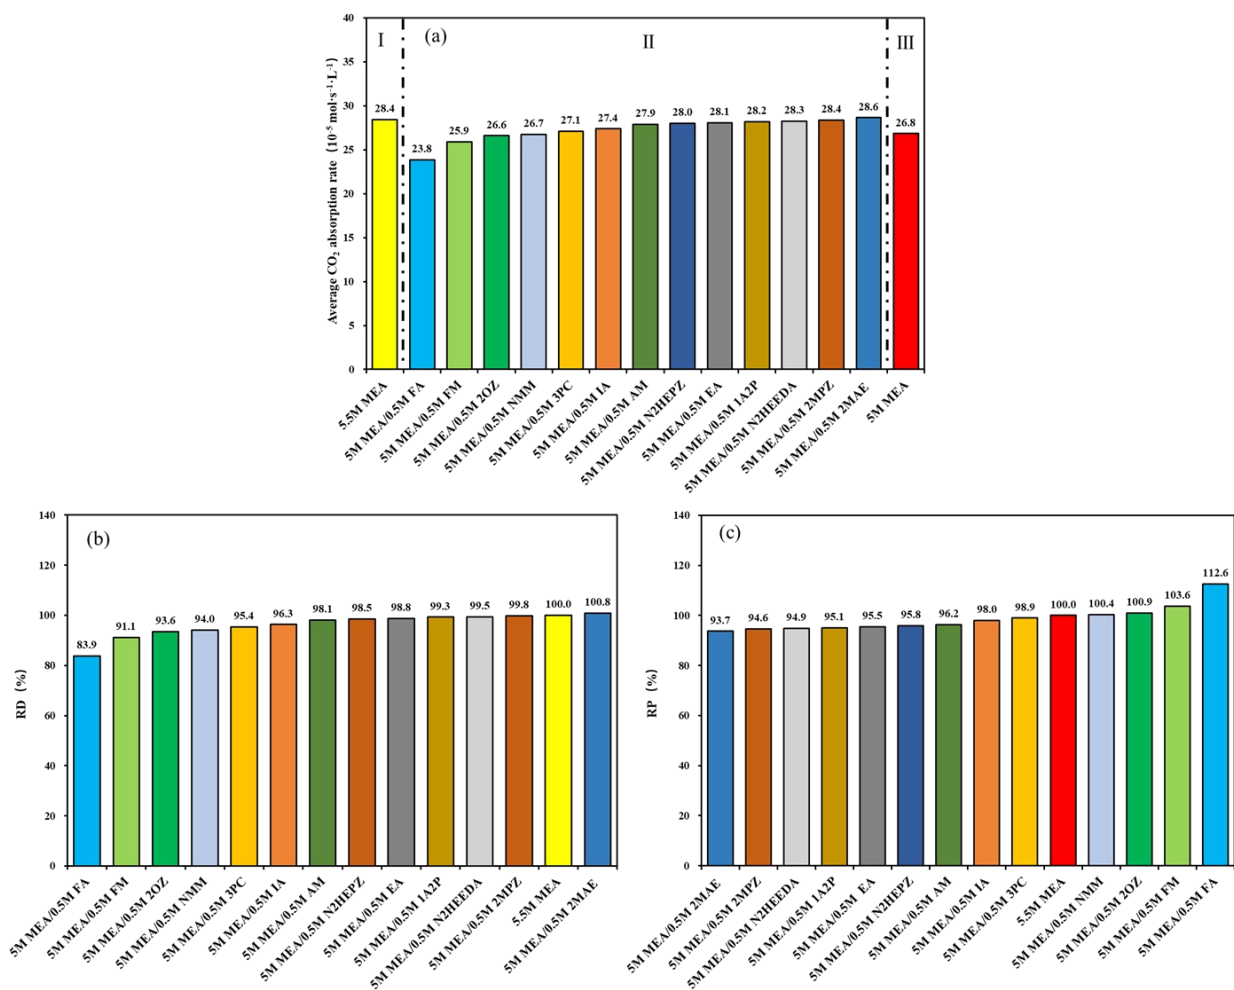 40
35
30
25
20
15
10
5
0
Average CO₂ absorption rate (10⁻⁵ mol·s⁻¹·L⁻¹)
I
(a)
II
III
28.4
23.8
25.9
26.6
26.7
27.1
27.4
27.9
28.0
28.1
28.2
28.3
28.4
28.6
26.8
5.5M MEA
5M MEA/0.5M FA
5M MEA/0.5M FM
5M MEA/0.5M 2OZ
5M MEA/0.5M NMM
5M MEA/0.5M 3PC
5M MEA/0.5M IA
5M MEA/0.5M AM
5M MEA/0.5M N2HEPZ
5M MEA/0.5M EA
5M MEA/0.5M 1A2P
5M MEA/0.5M N2HEEDA
5M MEA/0.5M 2MPZ
5M MEA/0.5M 2MAE
5M MEA
140
120
100
80
60
40
20
0
RD (%)
(b)
83.9
91.1
93.6
94.0
95.4
96.3
98.1
98.5
98.8
99.3
99.5
99.8
100.0
100.8
5M MEA/0.5M FA
5M MEA/0.5M FM
5M MEA/0.5M 2OZ
5M MEA/0.5M NMM
5M MEA/0.5M 3PC
5M MEA/0.5M IA
5M MEA/0.5M AM
5M MEA/0.5M N2HEPZ
5M MEA/0.5M EA
5M MEA/0.5M 1A2P
5M MEA/0.5M N2HEEDA
5M MEA/0.5M 2MPZ
5.5M MEA
5M MEA/0.5M 2MAE
140
120
100
80
60
40
20
0
RP (%)
(c)
93.7
94.6
94.9
95.1
95.5
95.8
96.2
98.0
98.9
100.0
100.4
100.9
103.6
112.6
5M MEA/0.5M 2MAE
5M MEA/0.5M 2MPZ
5M MEA/0.5M N2HEEDA
5M MEA/0.5M 1A2P
5M MEA/0.5M EA
5M MEA/0.5M N2HEPZ
5M MEA/0.5M AM
5M MEA/0.5M IA
5M MEA/0.5M 3PC
5.5M MEA
5M MEA/0.5M NMM
5M MEA/0.5M 2OZ
5M MEA/0.5M FM
5M MEA/0.5M FA